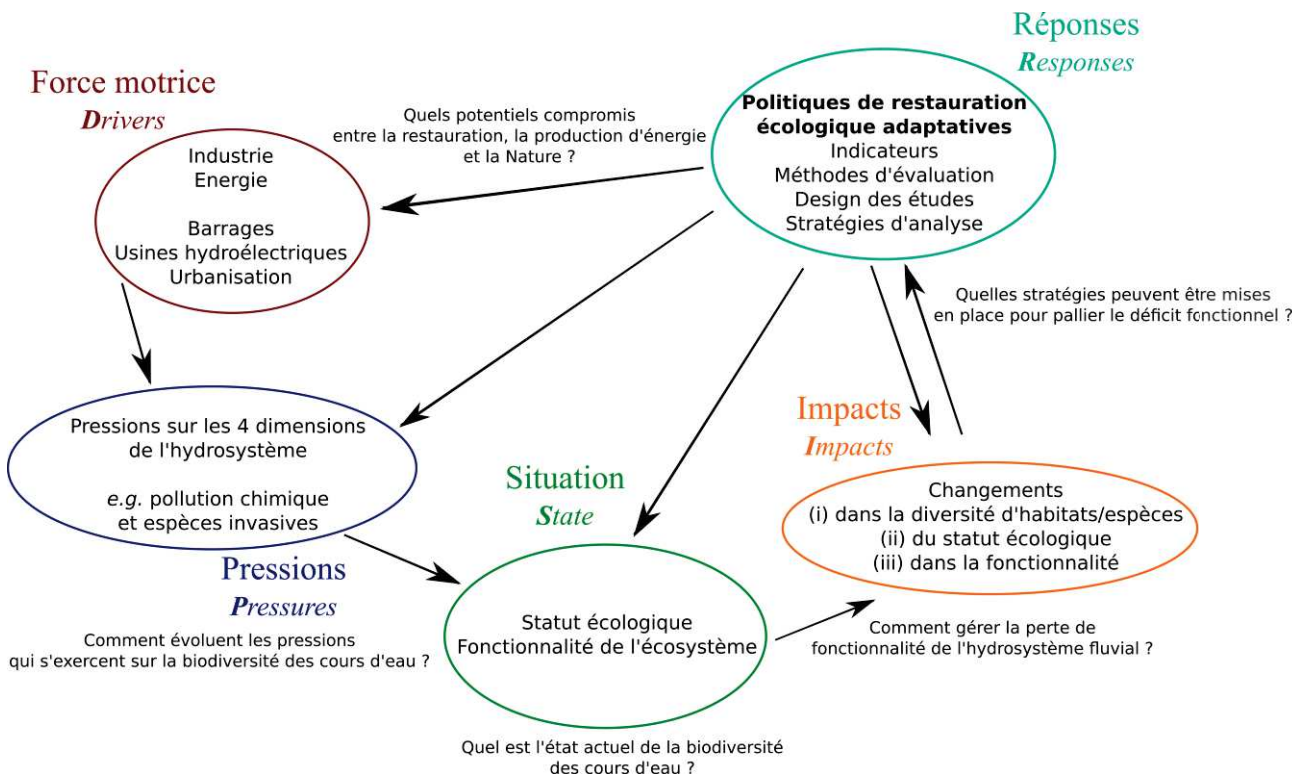 Réponses
Responses
Force motrice
Drivers
Politiques de restauration
écologique adaptatives
Indicateurs
Méthodes d'évaluation
Design des études
Stratégies d'analyse
Quels potentiels compromis
entre la restauration, la production d'énergie
et la Nature ?
Industrie
Energie
Barrages
Usines hydroélectriques
Urbanisation
Quelles stratégies peuvent être mises
en place pour pallier le déficit fonctionnel ?
Pressions sur les 4 dimensions
de l'hydrosystème
e.g. pollution chimique
et espèces invasives
Pressions
Pressures
Comment évoluent les pressions
qui s'exercent sur la biodiversité des cours d'eau ?
Situation
State
Statut écologique
Fonctionnalité de l'écosystème
Quel est l'état actuel de la biodiversité
des cours d'eau ?
Impacts
Impacts
Changements
(i) dans la diversité d'habitats/espèces
(ii) du statut écologique
(iii) dans la fonctionnalité
Comment gérer la perte de
fonctionnalité de l'hydrosystème fluvial ?